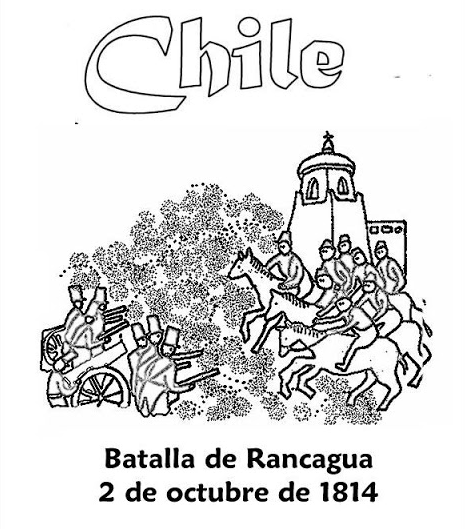 Chile
Batalla de Rancagua
2 de octubre de 1814